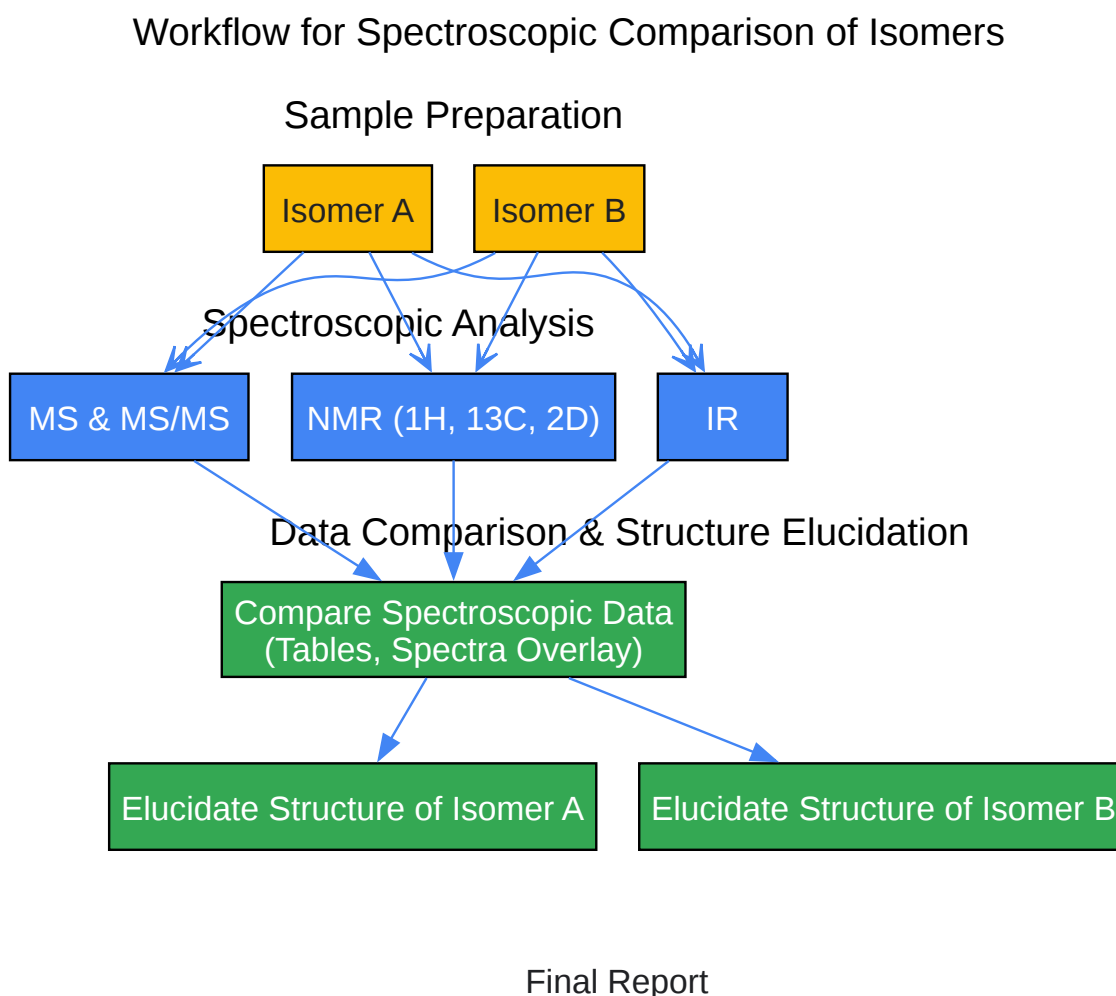 Workflow for Spectroscopic Comparison of Isomers
Sample Preparation
Isomer A
Isomer B
Spectroscopic Analysis
MS & MS/MS
NMR (1H, 13C, 2D)
IR
Data Comparison & Structure Elucidation
Compare Spectroscopic Data
(Tables, Spectra Overlay)
Elucidate Structure of Isomer A
Elucidate Structure of Isomer B
Final Report